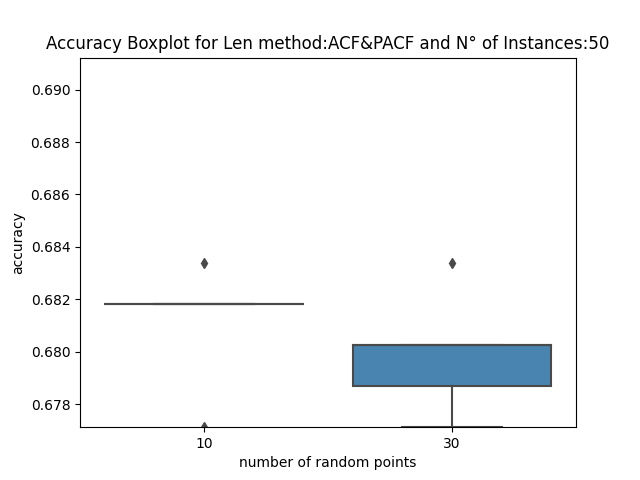 Accuracy Boxplot for Len method:ACF&PACF and N° of Instances:50
0.690
0.688
0.686
0.684
0.682
0.680
0.678
accuracy
10 30
number of random points